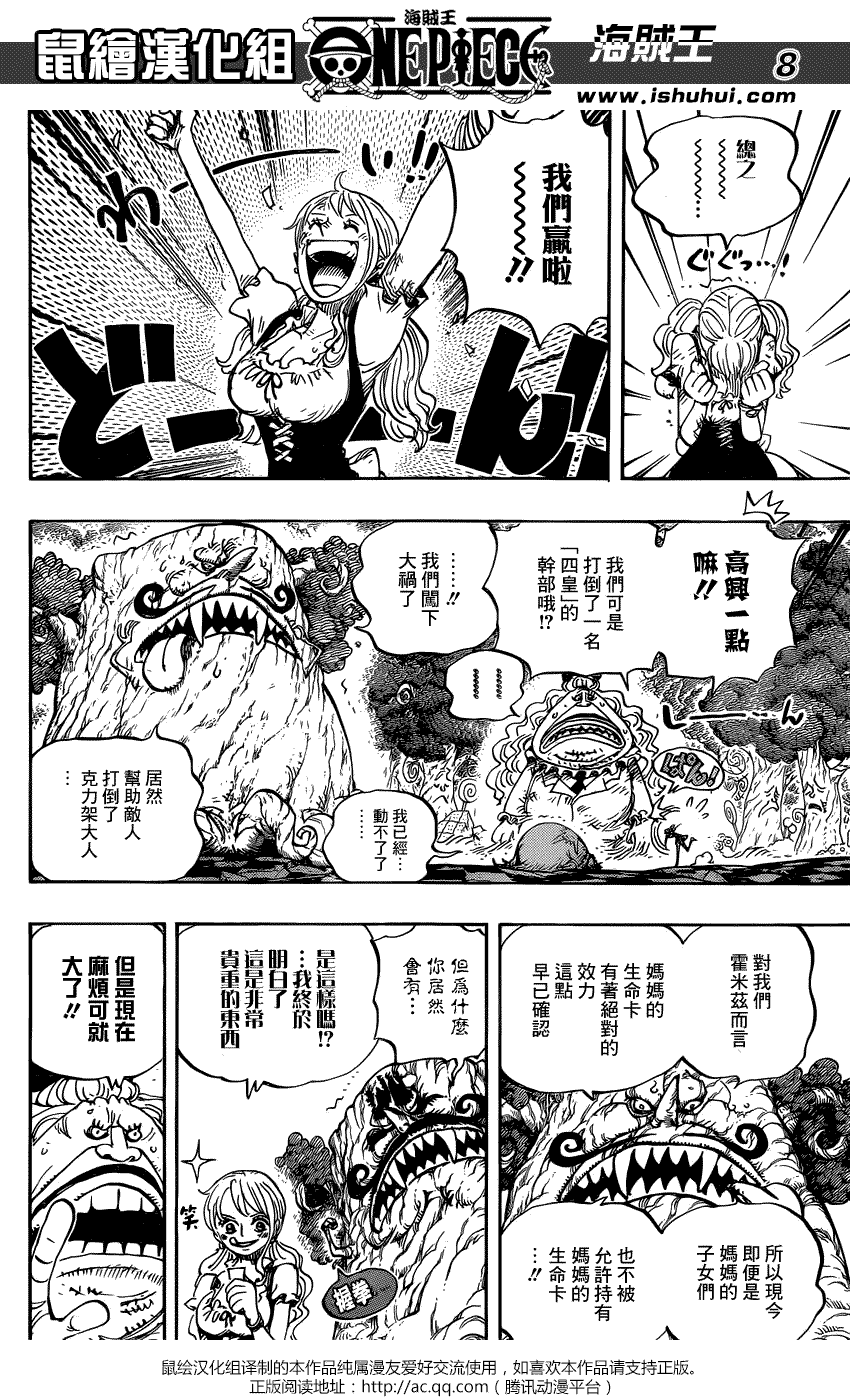 鼠繪漢化組
海賊王
ONE PIECE
海賊王
8
www.ishuhui.com
總之
〜〜〜〜
〜〜〜〜
ぐぐっ…!
我們贏啦
〜〜〜〜!!
わーーーい!!
どーーーん!!
高興一點
嘛!!
我們可是
打倒了一名
「四皇」的
幹部哦!?
しーーん
……!!
我們闖下
大禍了
………
………
ぱん!
我已經…
動不了了
……
居然
幫助敵人
打倒了
克力架大人
…
對我們
霍米茲而言
媽媽的
生命卡
有著絕對的
效力
這點
早已確認
所以現今
即便是
媽媽的
子女們
也不被
允許持有
媽媽的
生命卡
…!!
但為什麼
你居然
會有…
是這樣嗎!?
…我終於
明白了
這是非常
貴重的東西
笑
握拳
但是現在
麻煩可就
大了!!
鼠绘汉化组译制的本作品纯属漫友爱好交流使用，如喜欢本作品请支持正版。
正版阅读地址：http://ac.qq.com（腾讯动漫平台）